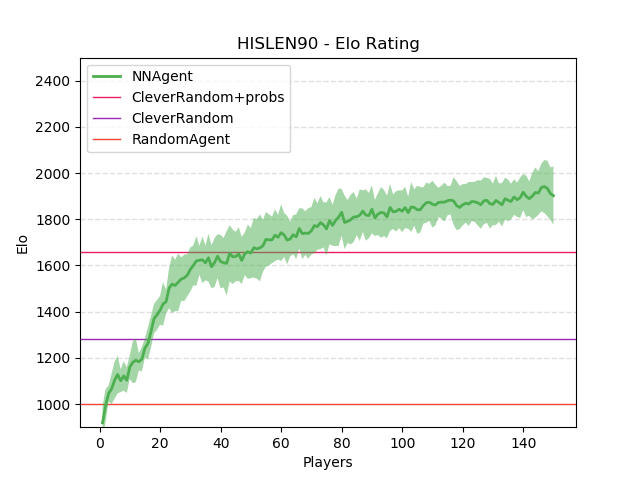 HISLEN90 - Elo Rating
NNAgent
CleverRandom+probs
CleverRandom
RandomAgent
2400
2200
2000
1800
1600
1400
1200
1000
Elo
0 20 40 60 80 100 120 140
Players